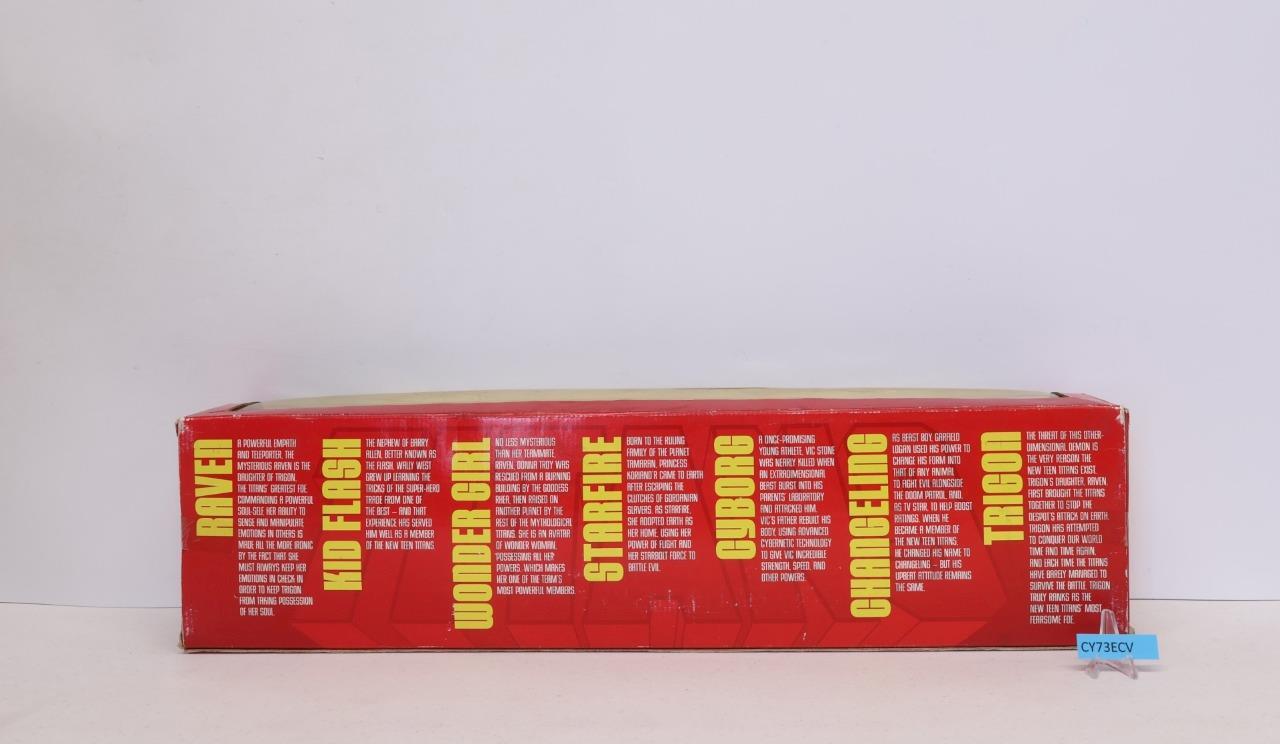 RAVEN
A POWERFUL EMPATH
AND TELEPORTER, THE
MYSTERIOUS RAVEN IS THE
DAUGHTER OF TRIGON,
THE TITANS' GREATEST FOE.
COMMANDING A POWERFUL
SOUL-SELF, HER ABILITY TO
SENSE AND MANIPULATE
EMOTIONS IN OTHERS IS
MADE ALL THE MORE IRONIC
BY THE FACT THAT SHE
MUST ALWAYS KEEP HER
EMOTIONS IN CHECK IN
ORDER TO KEEP TRIGON
FROM TAKING POSSESSION
OF HER SOUL.
KID FLASH
THE NEPHEW OF BARRY
ALLEN, BETTER KNOWN AS
THE FLASH, WALLY WEST
GREW UP LEARNING THE
TRICKS OF THE SUPER-HERO
TRADE FROM ONE OF
THE BEST – AND THAT
EXPERIENCE HAS SERVED
HIM WELL AS A MEMBER
OF THE NEW TEEN TITANS.
WONDER GIRL
NO LESS MYSTERIOUS
THAN HER TEAMMATE
RAVEN, DONNA TROY WAS
RESCUED FROM A BURNING
BUILDING BY THE GODDESS
RHEA, THEN RAISED ON
ANOTHER PLANET BY THE
REST OF THE MYTHOLOGICAL
TITANS. SHE IS AN AVATAR
OF WONDER WOMAN,
POSSESSING ALL HER
POWERS, WHICH MAKES
HER ONE OF THE TEAM'S
MOST POWERFUL MEMBERS.
STARFIRE
BORN TO THE RULING
FAMILY OF THE PLANET
TAMARAN, PRINCESS
KORIAND'R CAME TO EARTH
AFTER ESCAPING THE
CLUTCHES OF GORDANIAN
SLAVERS. AS STARFIRE,
SHE ADOPTED EARTH AS
HER HOME, USING HER
POWER OF FLIGHT AND
HER STARBOLT FORCE TO
BATTLE EVIL.
CYBORG
A ONCE-PROMISING
YOUNG ATHLETE, VIC STONE
WAS NEARLY KILLED WHEN
AN EXTRADIMENSIONAL
BEAST BURST INTO HIS
PARENTS' LABORATORY
AND ATTACKED HIM.
VIC'S FATHER REBUILT HIS
BODY, USING ADVANCED
CYBERNETIC TECHNOLOGY
TO GIVE VIC INCREDIBLE
STRENGTH, SPEED, AND
OTHER POWERS.
CHANGELING
AS BEAST BOY, GARFIELD
LOGAN USED HIS POWER TO
CHANGE HIS FORM INTO
THAT OF ANY ANIMAL
TO FIGHT EVIL ALONGSIDE
THE DOOM PATROL, AND,
AS TV STAR, TO HELP BOOST
RATINGS. WHEN HE
BECAME A MEMBER OF
THE NEW TEEN TITANS,
HE CHANGED HIS NAME TO
CHANGELING – BUT HIS
UPBEAT ATTITUDE REMAINS
THE SAME.
TRIGON
THE THREAT OF THIS OTHER-
DIMENSIONAL DEMON IS
THE VERY REASON THE
NEW TEEN TITANS EXIST.
TRIGON'S DAUGHTER, RAVEN,
FIRST BROUGHT THE TITANS
TOGETHER TO STOP THE
DESPOT'S ATTACK ON EARTH.
TRIGON HAS ATTEMPTED
TO CONQUER OUR WORLD
TIME AND TIME AGAIN,
AND EACH TIME THE TITANS
HAVE BARELY MANAGED TO
SURVIVE THE BATTLE. TRIGON
TRULY RANKS AS THE
NEW TEEN TITANS' MOST
FEARSOME FOE.
CY73ECV